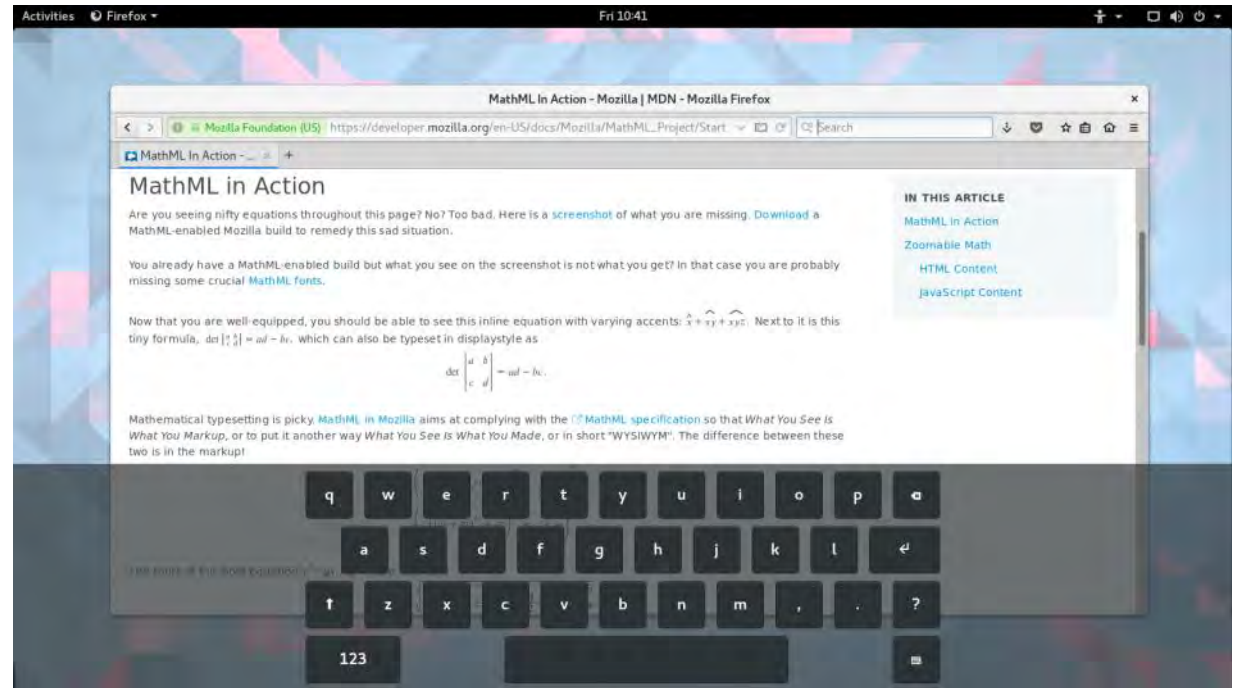 Activities Firefox Fri 10:41
MathML In Action - Mozilla | MDN - Mozilla Firefox
Mozilla Foundation (US) https://developer.mozilla.org/en-US/docs/Mozilla/MathML_Project/Start Search
MathML In Action - ...
MathML in Action
Are you seeing nifty equations throughout this page? No? Too bad. Here is a screenshot of what you are missing. Download a
MathML-enabled Mozilla build to remedy this sad situation.
You already have a MathML-enabled build but what you see on the screenshot is not what you get? In that case you are probably
missing some crucial MathML fonts.
Now that you are well-equipped, you should be able to see this inline equation with varying accents: x̂ + x͡y + x͡yz. Next to it is this
tiny formula, det |a b c d| = ad − bc, which can also be typeset in displaystyle as
det |a b
c d| = ad − bc.
Mathematical typesetting is picky. MathML in Mozilla aims at complying with the MathML specification so that What You See Is
What You Markup, or to put it another way What You See Is What You Made, or in short "WYSIWYM". The difference between these
two is in the markup!
IN THIS ARTICLE
MathML in Action
Zoomable Math
HTML Content
JavaScript Content
q w e r t y u i o p
a s d f g h j k l
z x c v b n m , . ?
123